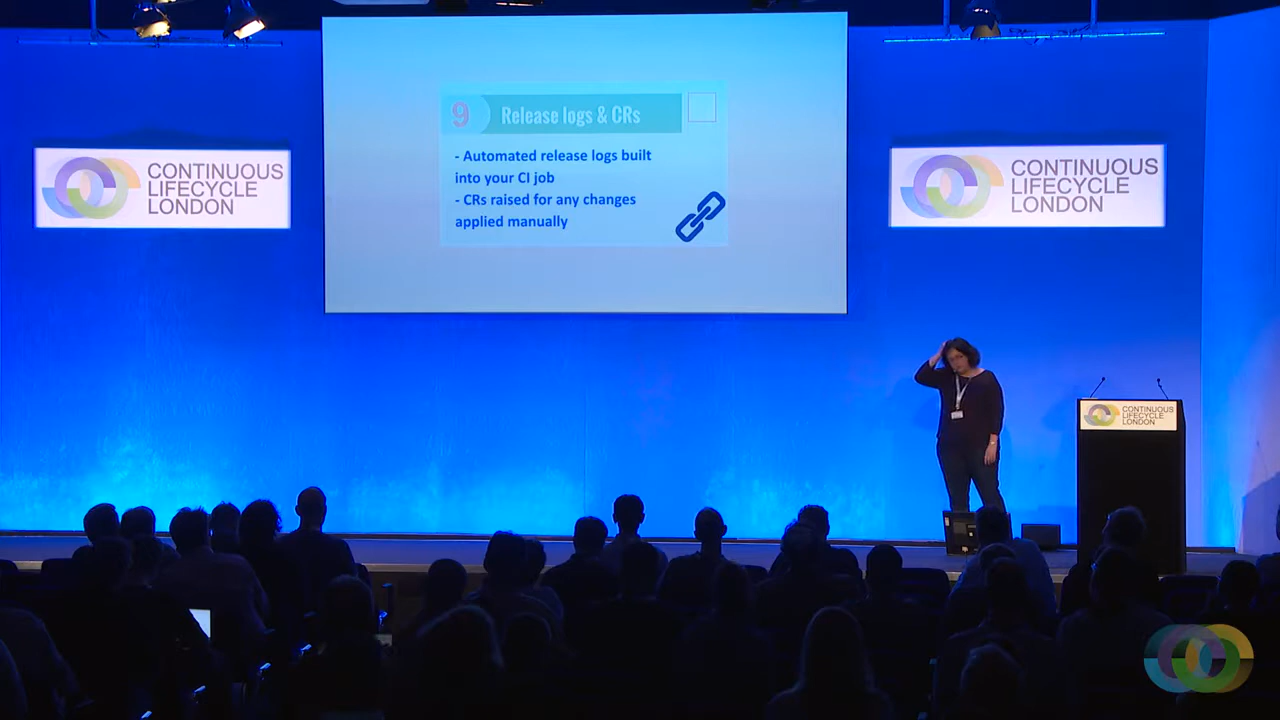 9
Release logs & CRs
- Automated release logs built
into your CI job
- CRs raised for any changes
applied manually
CONTINUOUS
LIFECYCLE
LONDON
CONTINUOUS
LIFECYCLE
LONDON
CONTINUOUS
LIFECYCLE
LONDON